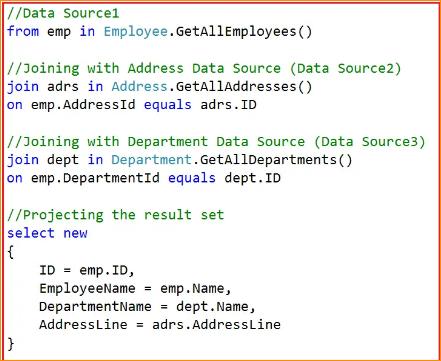 //Data Source1
from emp in Employee.GetAllEmployees()
//Joining with Address Data Source (Data Source2)
join adrs in Address.GetAllAddresses()
on emp.AddressId equals adrs.ID
//Joining with Department Data Source (Data Source3)
join dept in Department.GetAllDepartments()
on emp.DepartmentId equals dept.ID
//Projecting the result set
select new
{
    ID = emp.ID,
    EmployeeName = emp.Name,
    DepartmentName = dept.Name,
    AddressLine = adrs.AddressLine
}